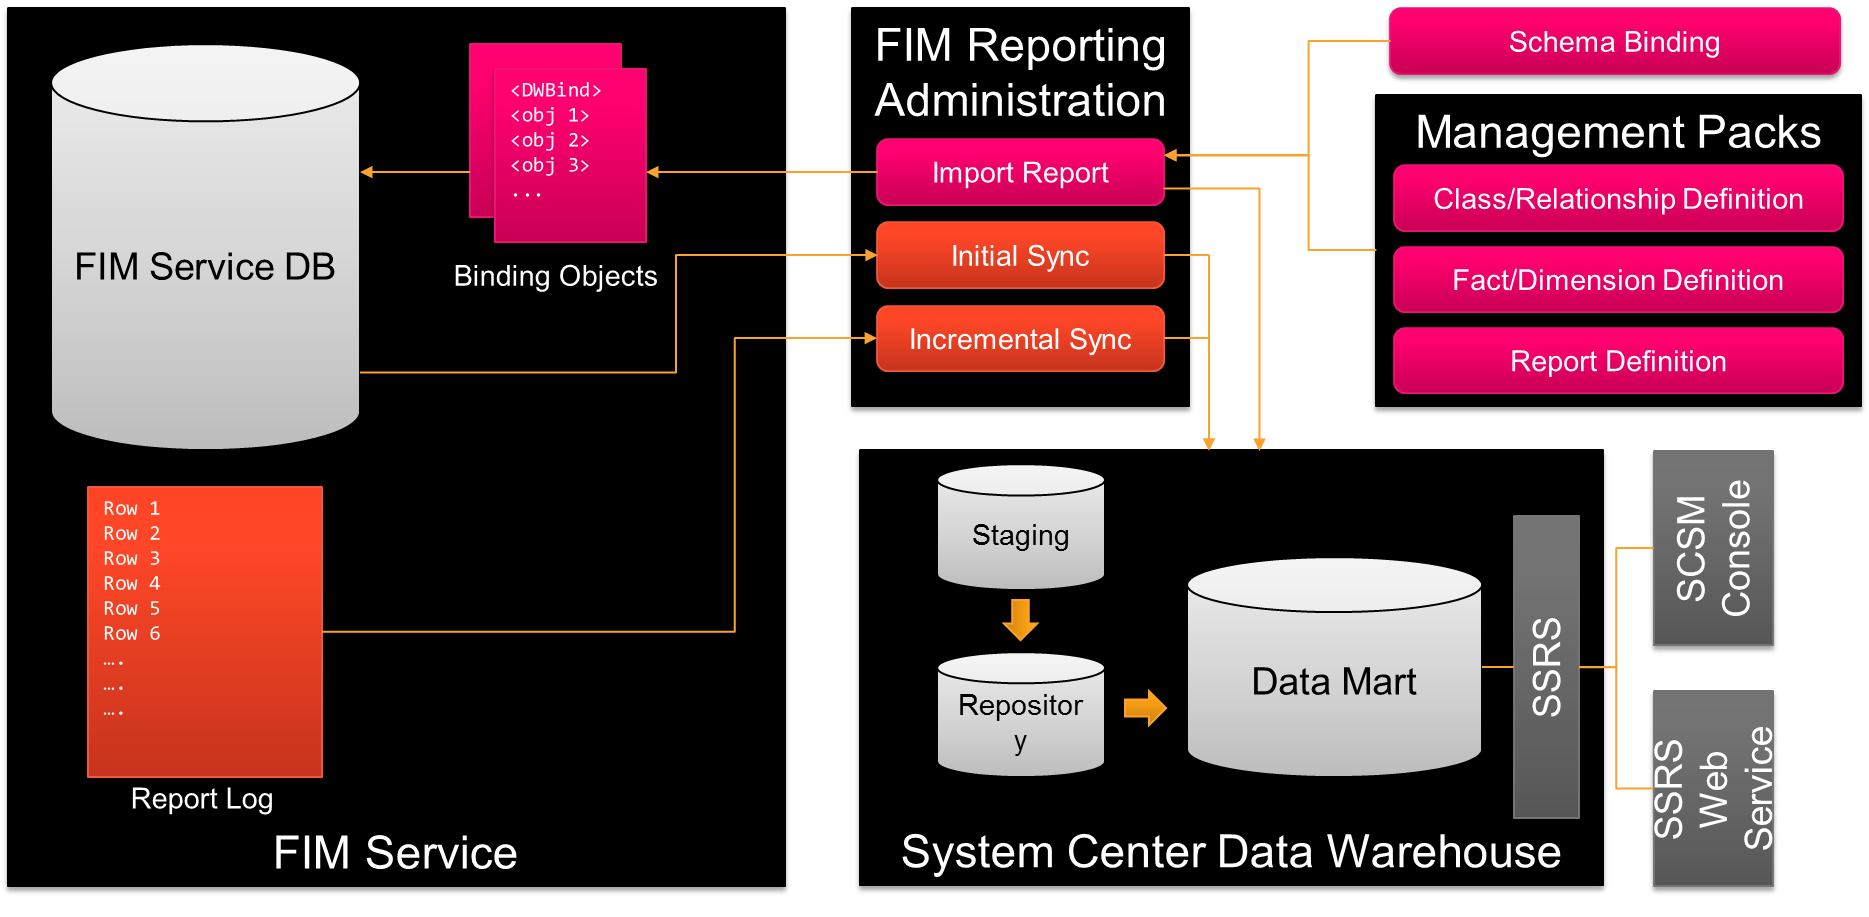 FIM Service DB
<DWBind>
<obj 1>
<obj 2>
<obj 3>
...
Binding Objects
Row 1
Row 2
Row 3
Row 4
Row 5
Row 6
....
....
....
Report Log
FIM Service
FIM Reporting
Administration
Import Report
Initial Sync
Incremental Sync
Schema Binding
Management Packs
Class/Relationship Definition
Fact/Dimension Definition
Report Definition
Staging
Repositor
y
Data Mart
SSRS
System Center Data Warehouse
SCSM
Console
SSRS
Web
Service